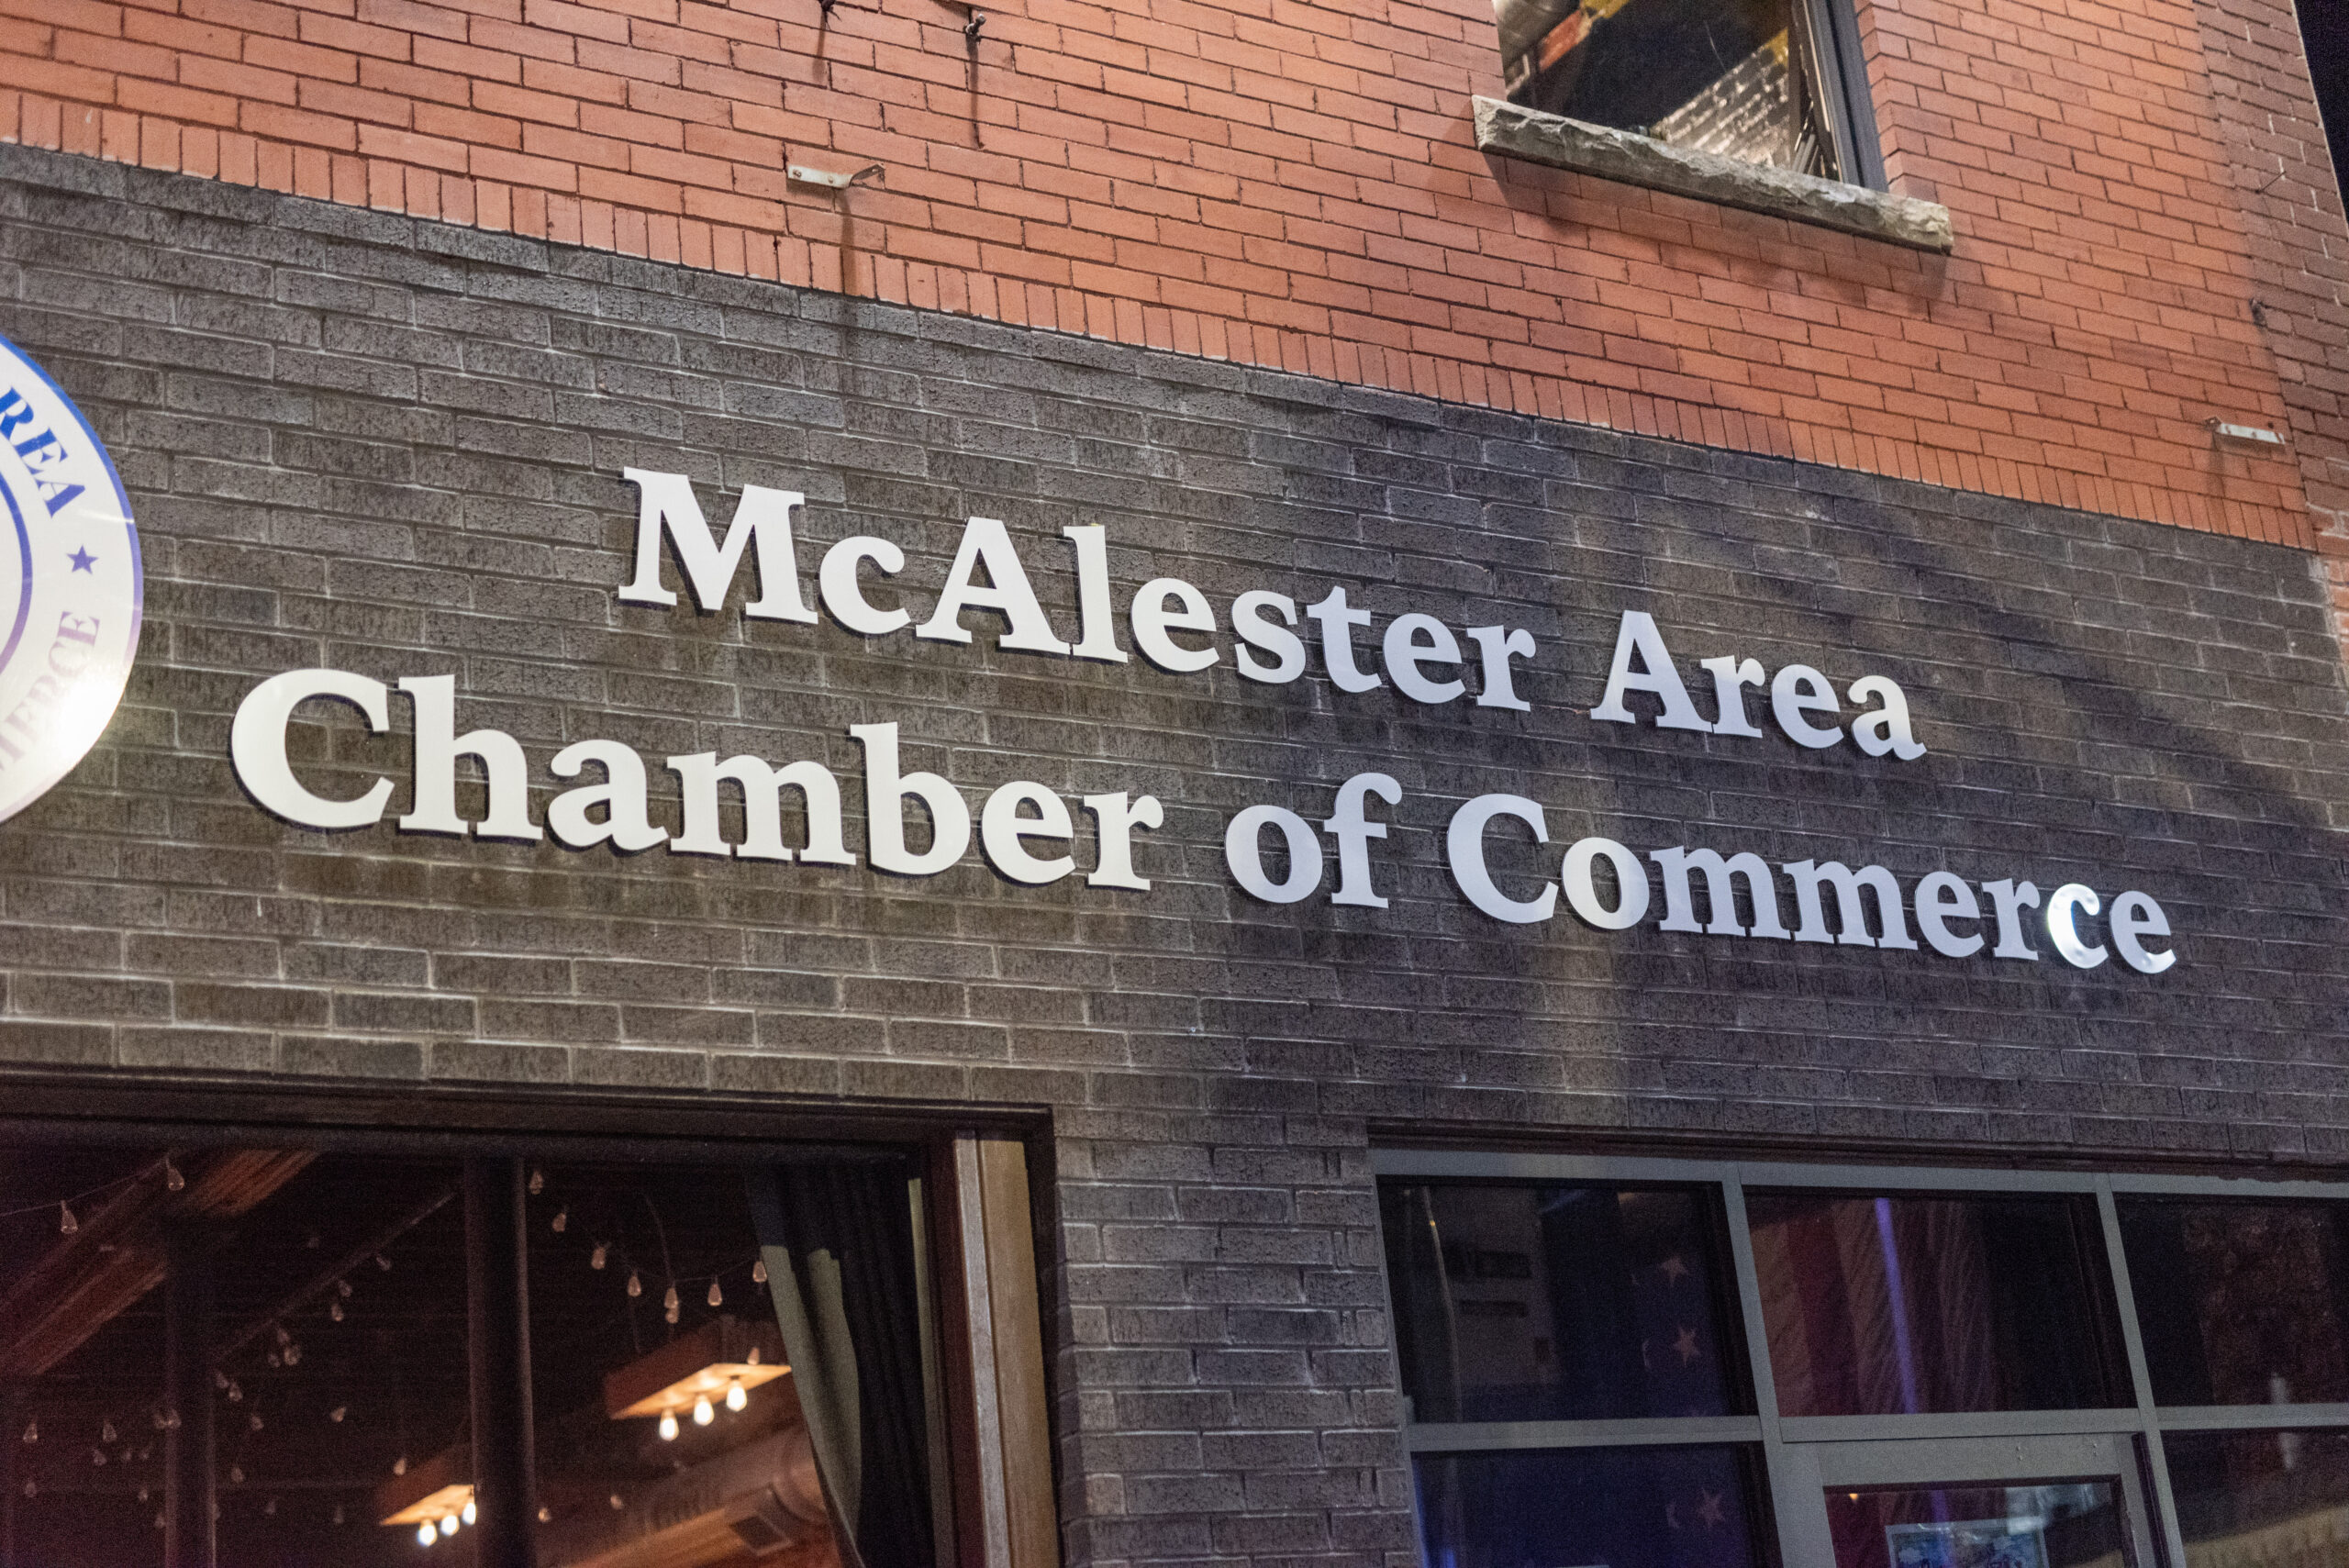 McAlester Area
Chamber of Commerce